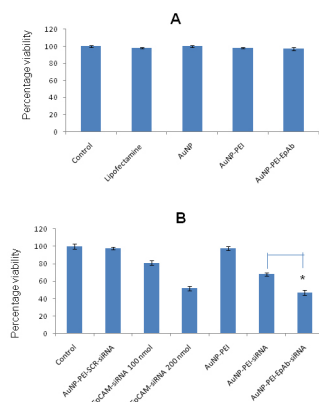 A
Percentage viability
120
100
80
60
40
20
0
Control
Lipofectamine
AuNP
AuNP-PEI
AuNP-PEI-EpAb
B
Percentage viability
120
100
80
60
40
20
0
*
Control
AuNP-PEI-SCR-siRNA
EpCAM-siRNA 100 nmol
EpCAM-siRNA 200 nmol
AuNP-PEI
AuNP-PEI-siRNA
AuNP-PEI-EpAb-siRNA